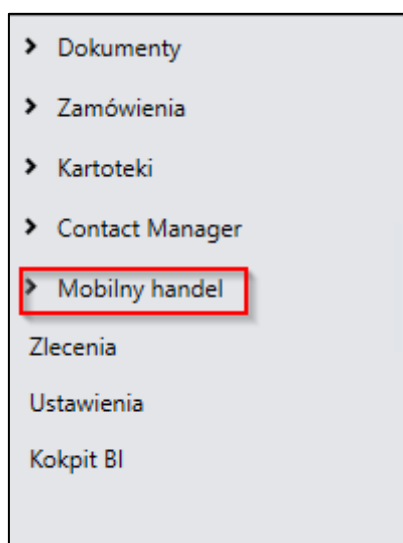 Dokumenty
Zamówienia
Kartoteki
Contact Manager
Mobilny handel
Zlecenia
Ustawienia
Kokpit BI